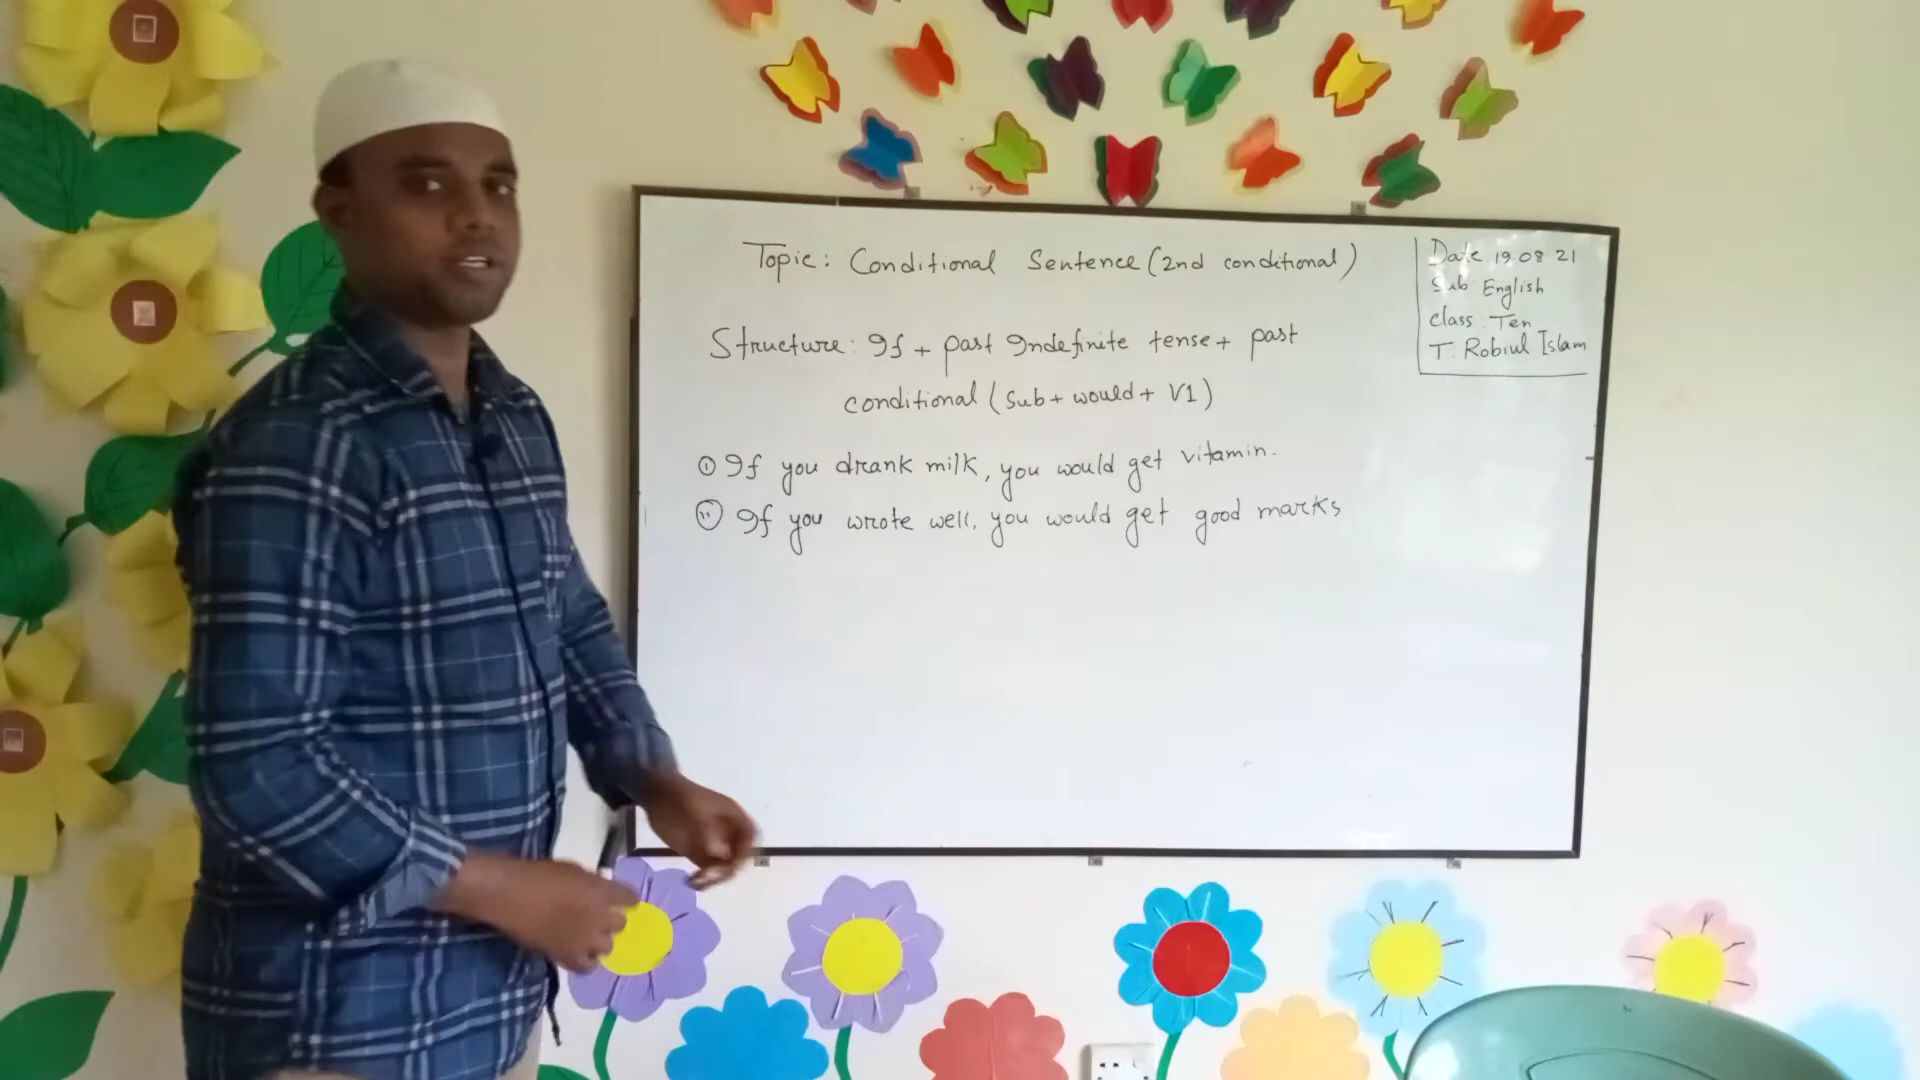 Topic: Conditional Sentence (2nd conditional)
Date 19 08 21
Sub English
Class: Ten
T. Robiul Islam
Structure: If + past Indefinite tense + past
conditional (Sub + would + V1)
(i) If you drank milk, you would get vitamin.
(ii) If you wrote well, you would get good marks